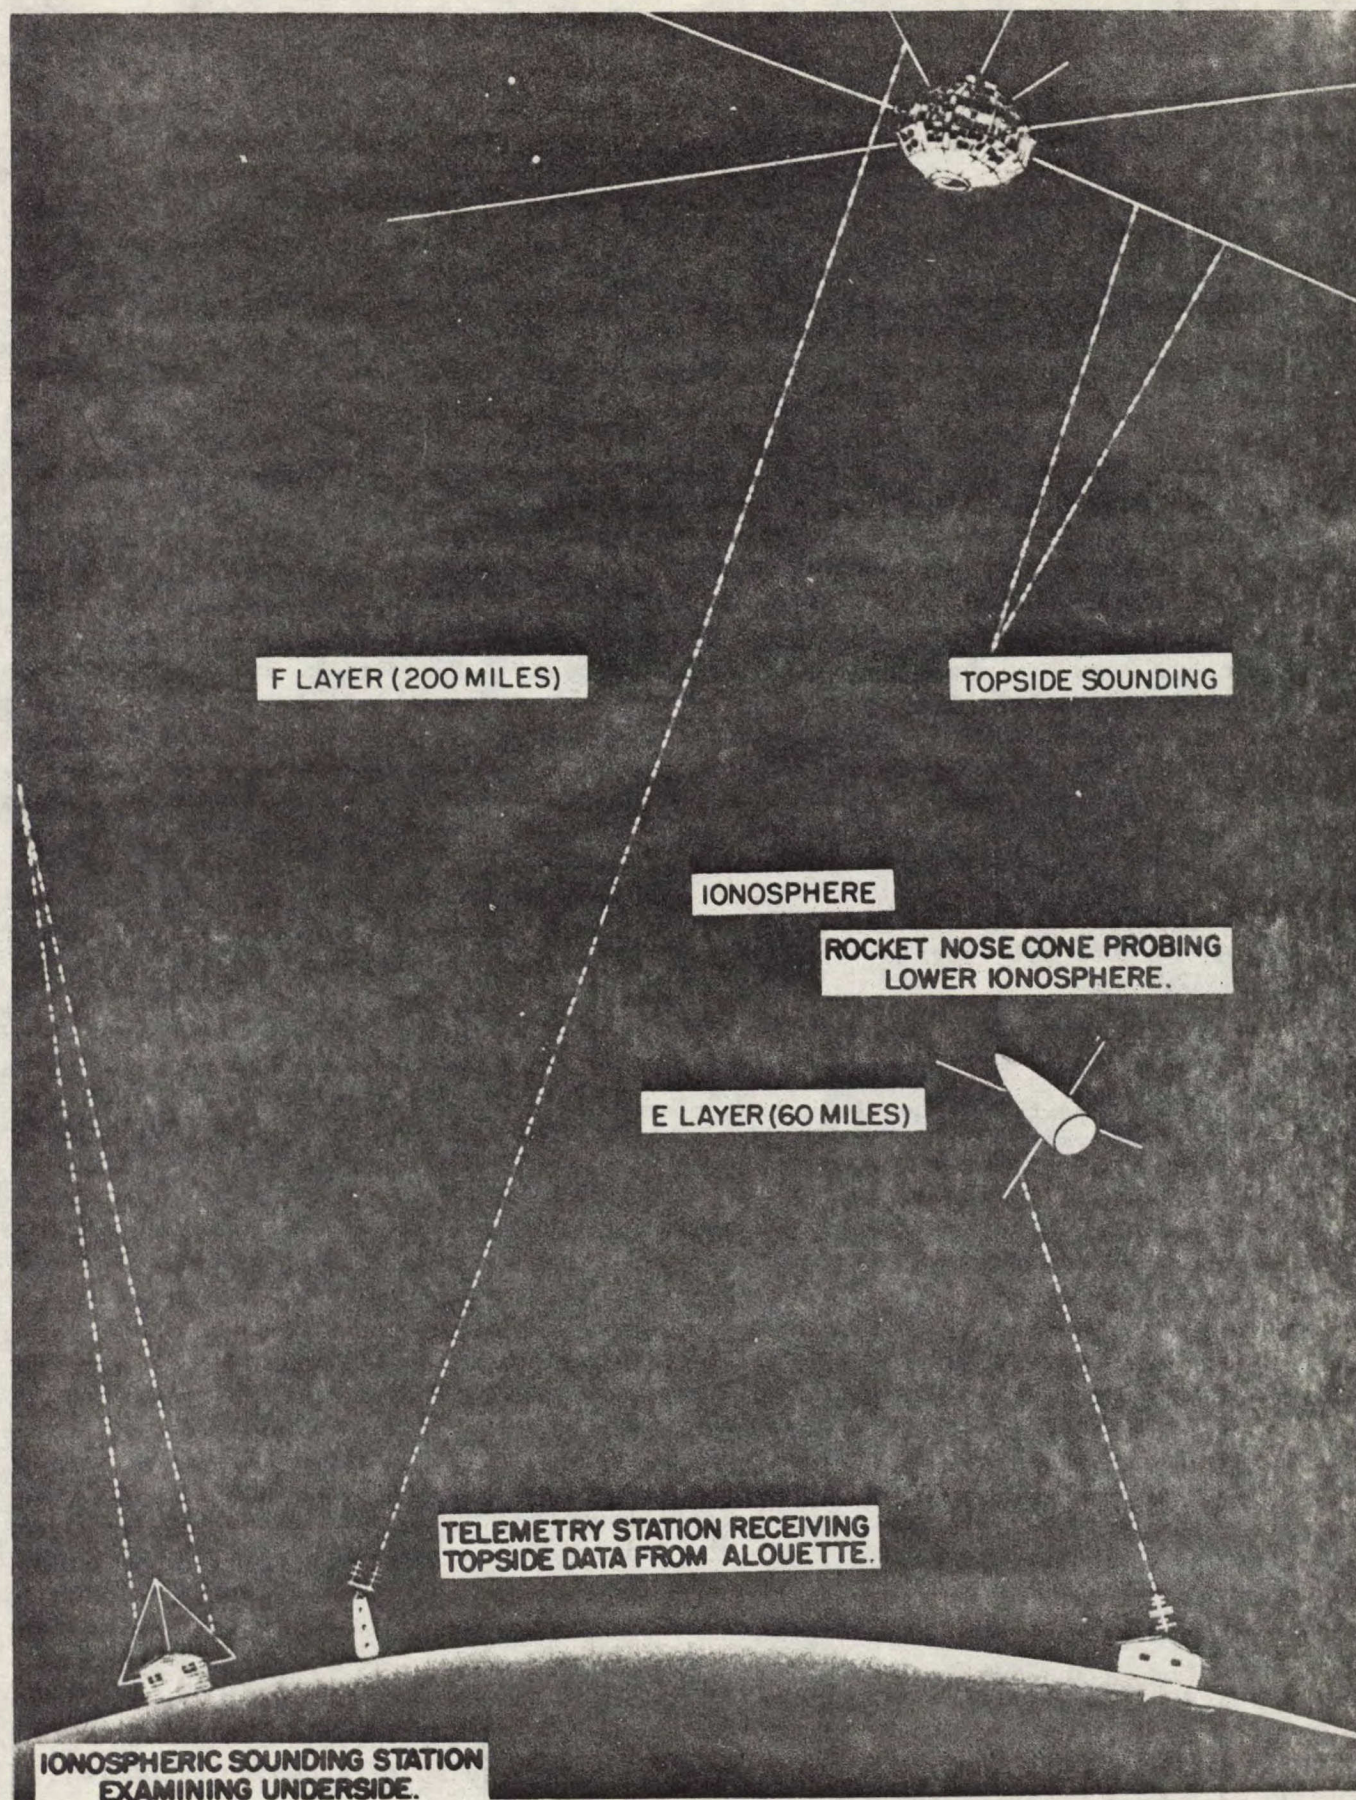 F LAYER (200 MILES)
TOPSIDE SOUNDING
IONOSPHERE
ROCKET NOSE CONE PROBING
LOWER IONOSPHERE.
E LAYER (60 MILES)
TELEMETRY STATION RECEIVING
TOPSIDE DATA FROM ALOUETTE.
IONOSPHERIC SOUNDING STATION
EXAMINING UNDERSIDE.